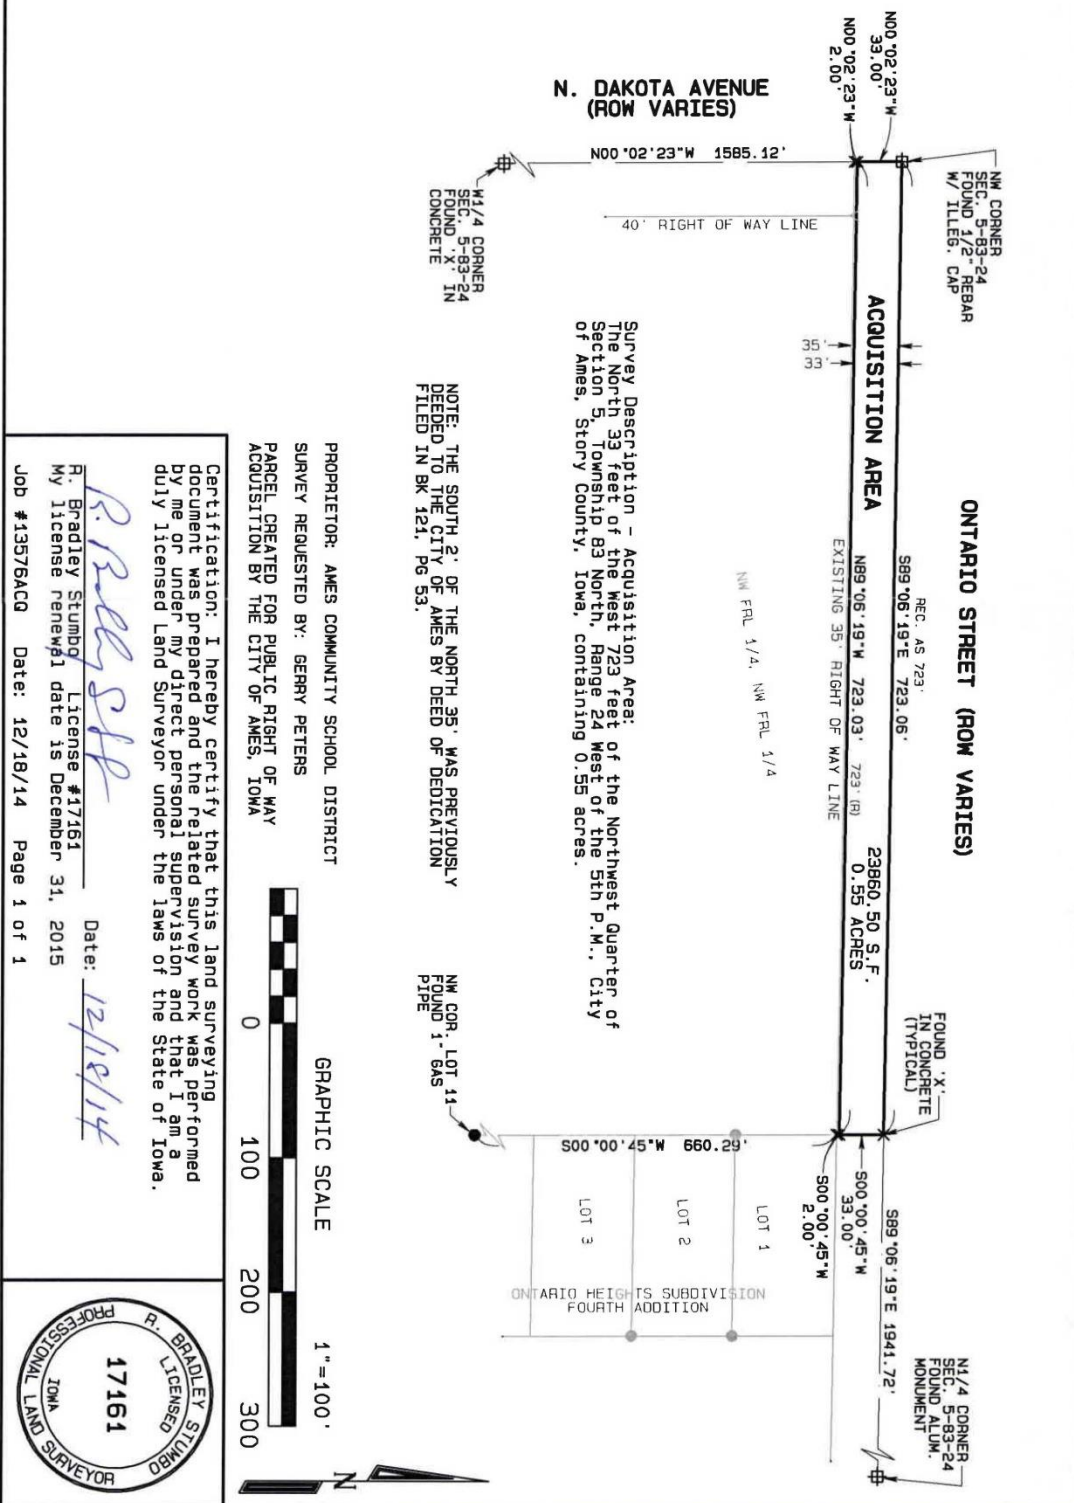 ONTARIO STREET (ROW VARIES)
NW CORNER
SEC. 5-83-24
FOUND 1/2" REBAR
W/ ILLEG. CAP
N00°02'23"W
33.00'
N00°02'23"W
2.00'
REC. AS 723'
S89°06'19"E 723.06'
ACQUISITION AREA
N89°06'19"W 723.03' 723'(R)
EXISTING 35' RIGHT OF WAY LINE
35'
33'
23860.50 S.F.
0.55 ACRES
FOUND 'X'
IN CONCRETE
(TYPICAL)
S89°06'19"E 1941.72'
N1/4 CORNER
SEC. 5-83-24
FOUND ALUM.
MONUMENT
S00°00'45"W
33.00'
S00°00'45"W
2.00'
N. DAKOTA AVENUE
(ROW VARIES)
N00°02'23"W 1585.12'
40' RIGHT OF WAY LINE
W1/4 CORNER
SEC. 5-83-24
FOUND 'X' IN
CONCRETE
NW FRL 1/4, NW FRL 1/4
Survey Description - Acquisition Area:
The North 33 feet of the West 723 feet of the Northwest Quarter of
Section 5, Township 83 North, Range 24 West of the 5th P.M., City
of Ames, Story County, Iowa, containing 0.55 acres.
S00°00'45"W 660.29'
LOT 1
LOT 2
LOT 3
ONTARIO HEIGHTS SUBDIVISION
FOURTH ADDITION
NW COR. LOT 11
FOUND 1" GAS
PIPE
NOTE: THE SOUTH 2' OF THE NORTH 35' WAS PREVIOUSLY
DEEDED TO THE CITY OF AMES BY DEED OF DEDICATION
FILED IN BK 121, PG 53.
PROPRIETOR: AMES COMMUNITY SCHOOL DISTRICT
SURVEY REQUESTED BY: GERRY PETERS
PARCEL CREATED FOR PUBLIC RIGHT OF WAY
ACQUISITION BY THE CITY OF AMES, IOWA
GRAPHIC SCALE 1"=100'
0 100 200 300
N
Certification: I hereby certify that this land surveying
document was prepared and the related survey work was performed
by me or under my direct personal supervision and that I am a
duly licensed Land Surveyor under the laws of the State of Iowa.
Date: 12/18/14
R. Bradley Stumbo License #17161
My license renewal date is December 31, 2015
Job #13576ACQ Date: 12/18/14 Page 1 of 1
R. BRADLEY STUMBO
LICENSED
17161
IOWA
PROFESSIONAL LAND SURVEYOR